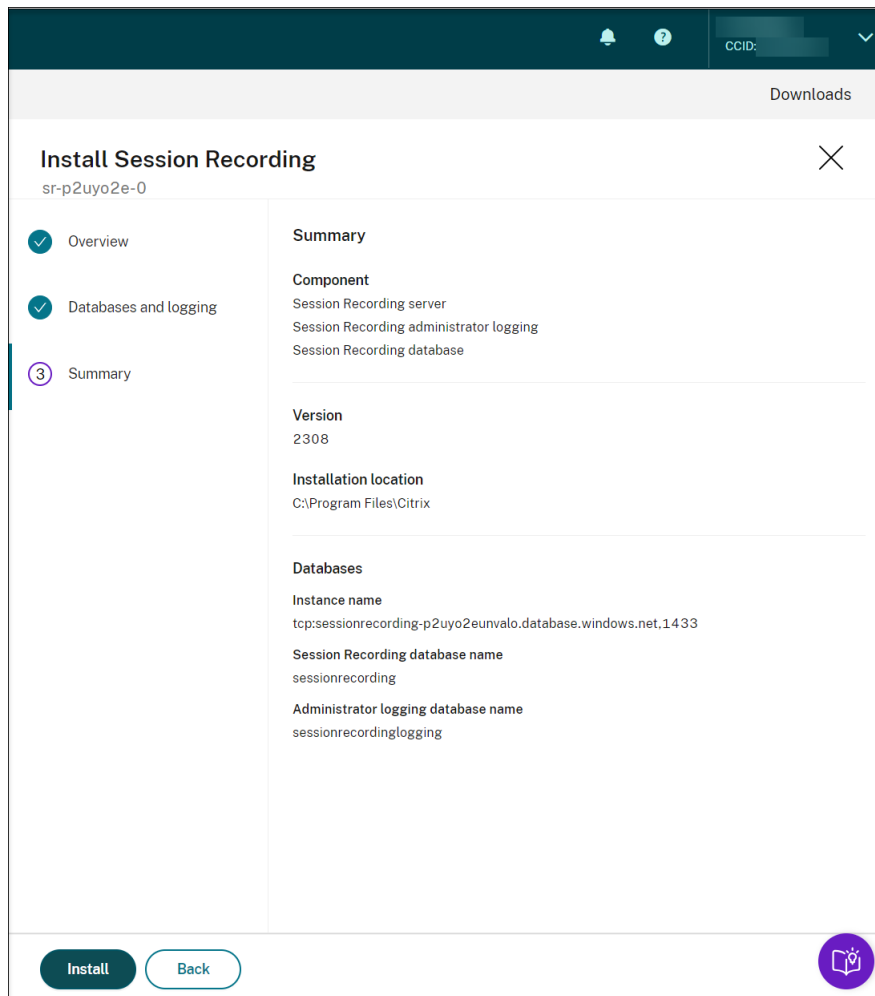 ?
CCID:
Downloads
Install Session Recording
sr-p2uyo2e-0
Overview
Databases and logging
3 Summary
Summary
Component
Session Recording server
Session Recording administrator logging
Session Recording database
Version
2308
Installation location
C:\Program Files\Citrix
Databases
Instance name
tcp:sessionrecording-p2uyo2eunvalo.database.windows.net,1433
Session Recording database name
sessionrecording
Administrator logging database name
sessionrecordinglogging
Install
Back